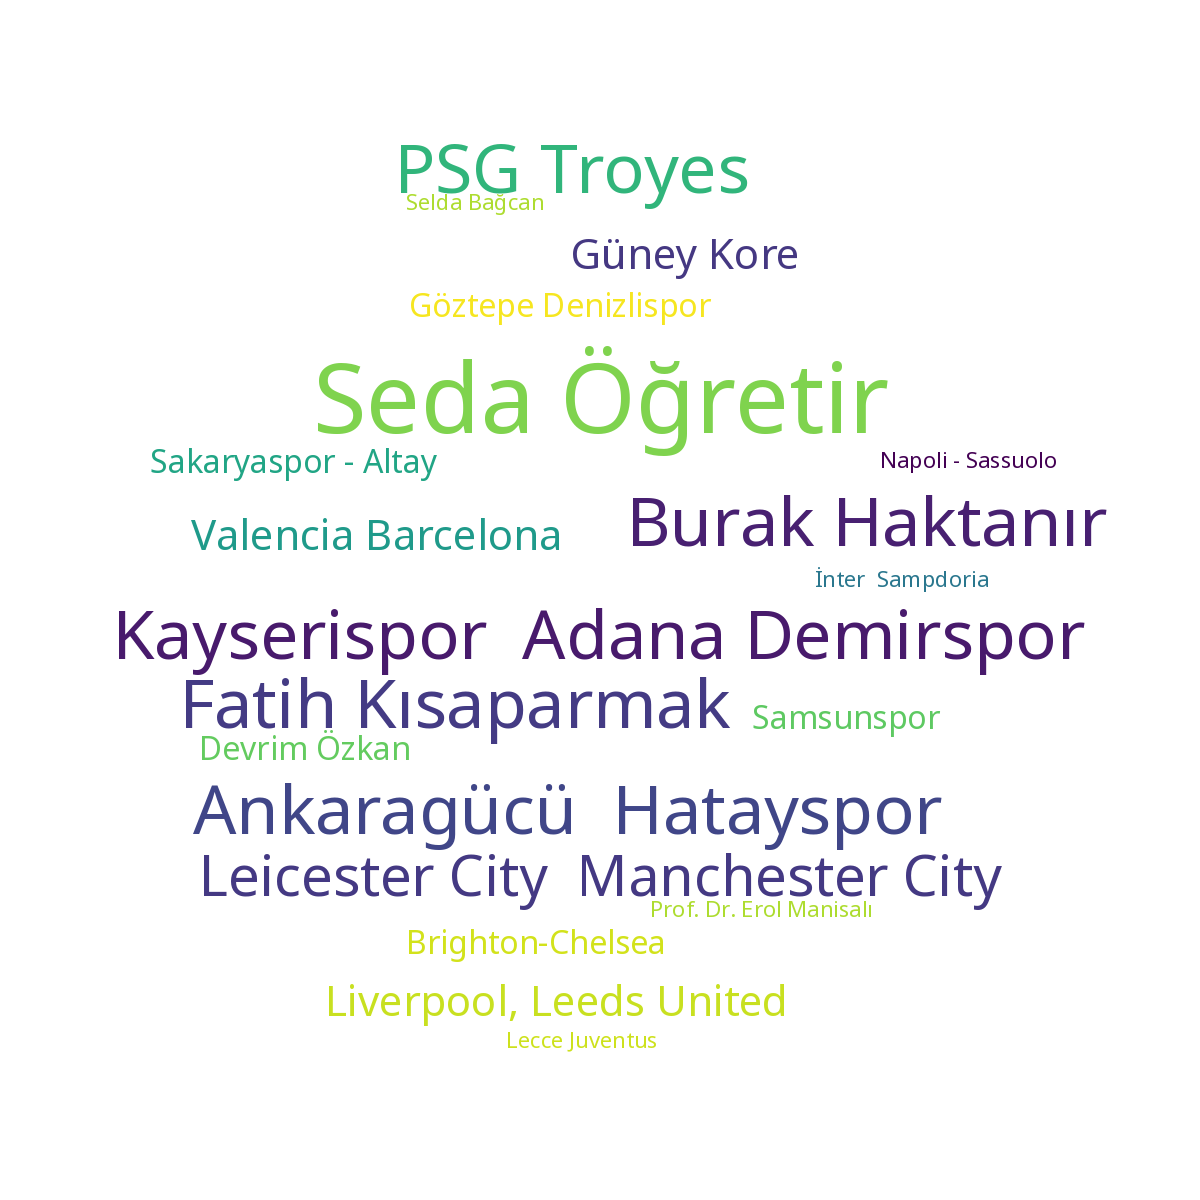 PSG Troyes
Selda Bağcan
Güney Kore
Göztepe Denizlispor
Seda Öğretir
Sakaryaspor - Altay
Napoli - Sassuolo
Burak Haktanır
Valencia Barcelona
İnter  Sampdoria
Kayserispor  Adana Demirspor
Fatih Kısaparmak
Samsunspor
Devrim Özkan
Ankaragücü  Hatayspor
Leicester City  Manchester City
Prof. Dr. Erol Manisalı
Brighton-Chelsea
Liverpool, Leeds United
Lecce Juventus